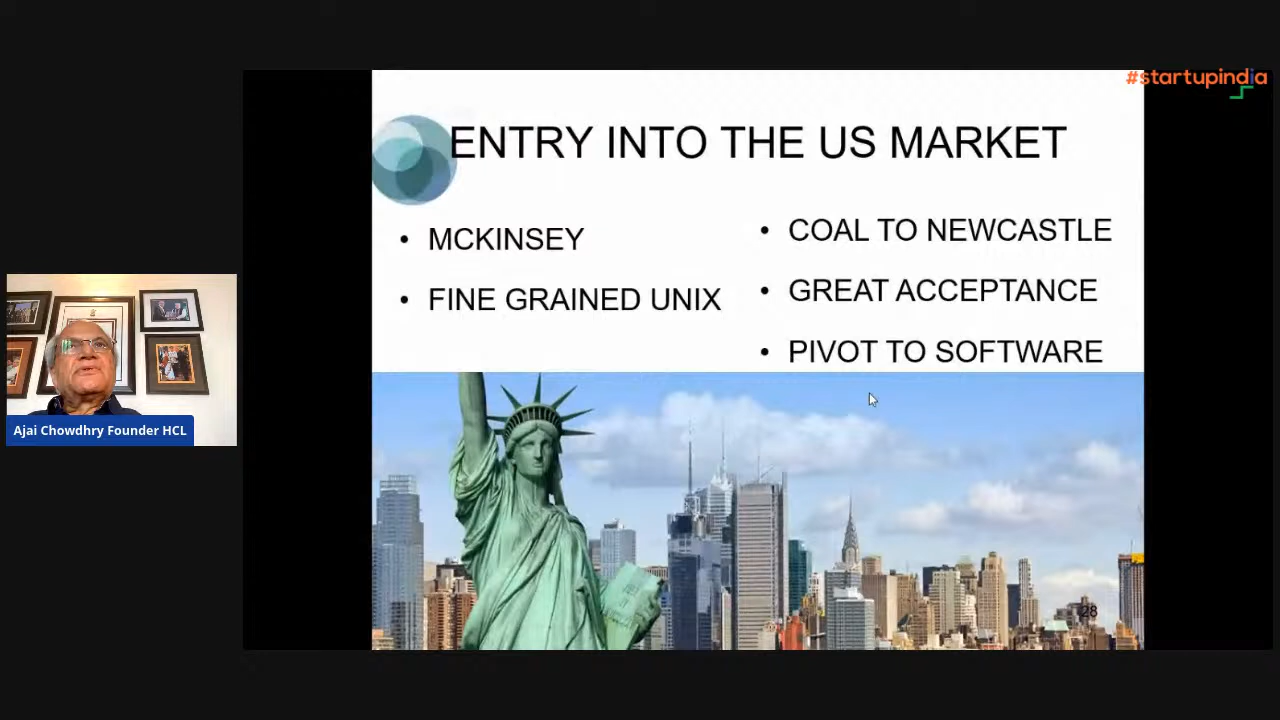 #startupindia
ENTRY INTO THE US MARKET
• MCKINSEY
• FINE GRAINED UNIX
• COAL TO NEWCASTLE
• GREAT ACCEPTANCE
• PIVOT TO SOFTWARE
Ajai Chowdhry Founder HCL
28